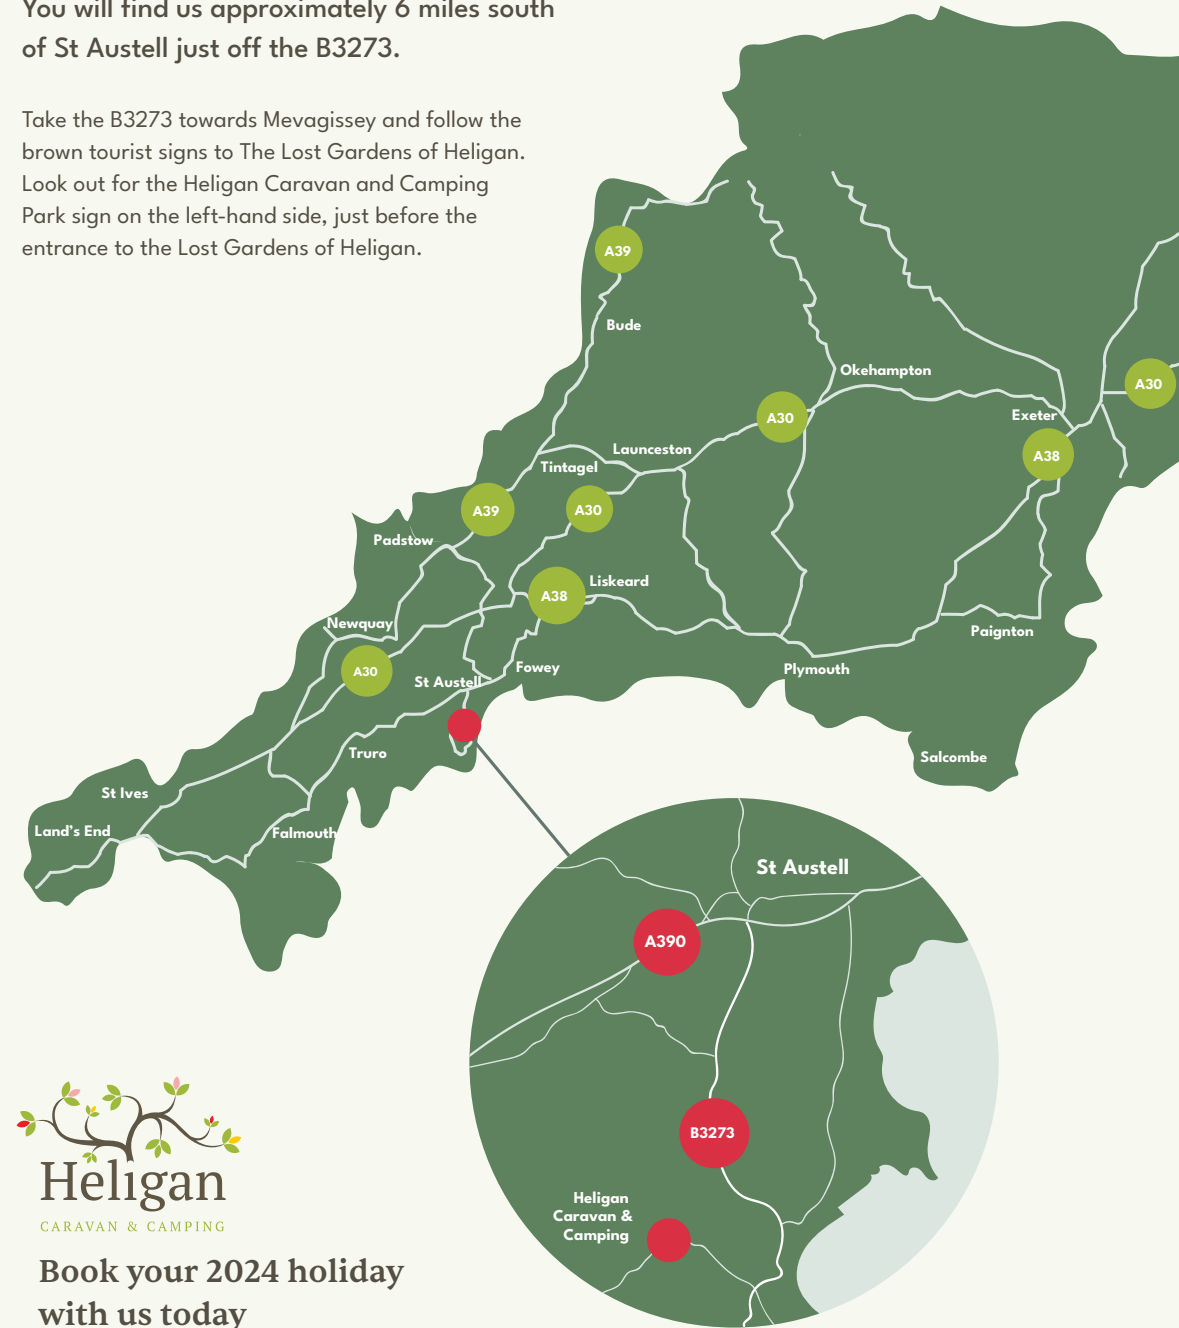 You will find us approximately 6 miles south
of St Austell just off the B3273.
Take the B3273 towards Mevagissey and follow the
brown tourist signs to The Lost Gardens of Heligan.
Look out for the Heligan Caravan and Camping
Park sign on the left-hand side, just before the
entrance to the Lost Gardens of Heligan.
A39
Bude
Okehampton
A30
A30
Exeter
Launceston
A38
Tintagel
A39
A30
Padstow
Liskeard
A38
Newquay
Paignton
A30
Fowey
Plymouth
St Austell
Truro
Salcombe
St Ives
Land's End
Falmouth
St Austell
A390
B3273
Heligan
Caravan &
Camping
Heligan
CARAVAN & CAMPING
Book your 2024 holiday
with us today